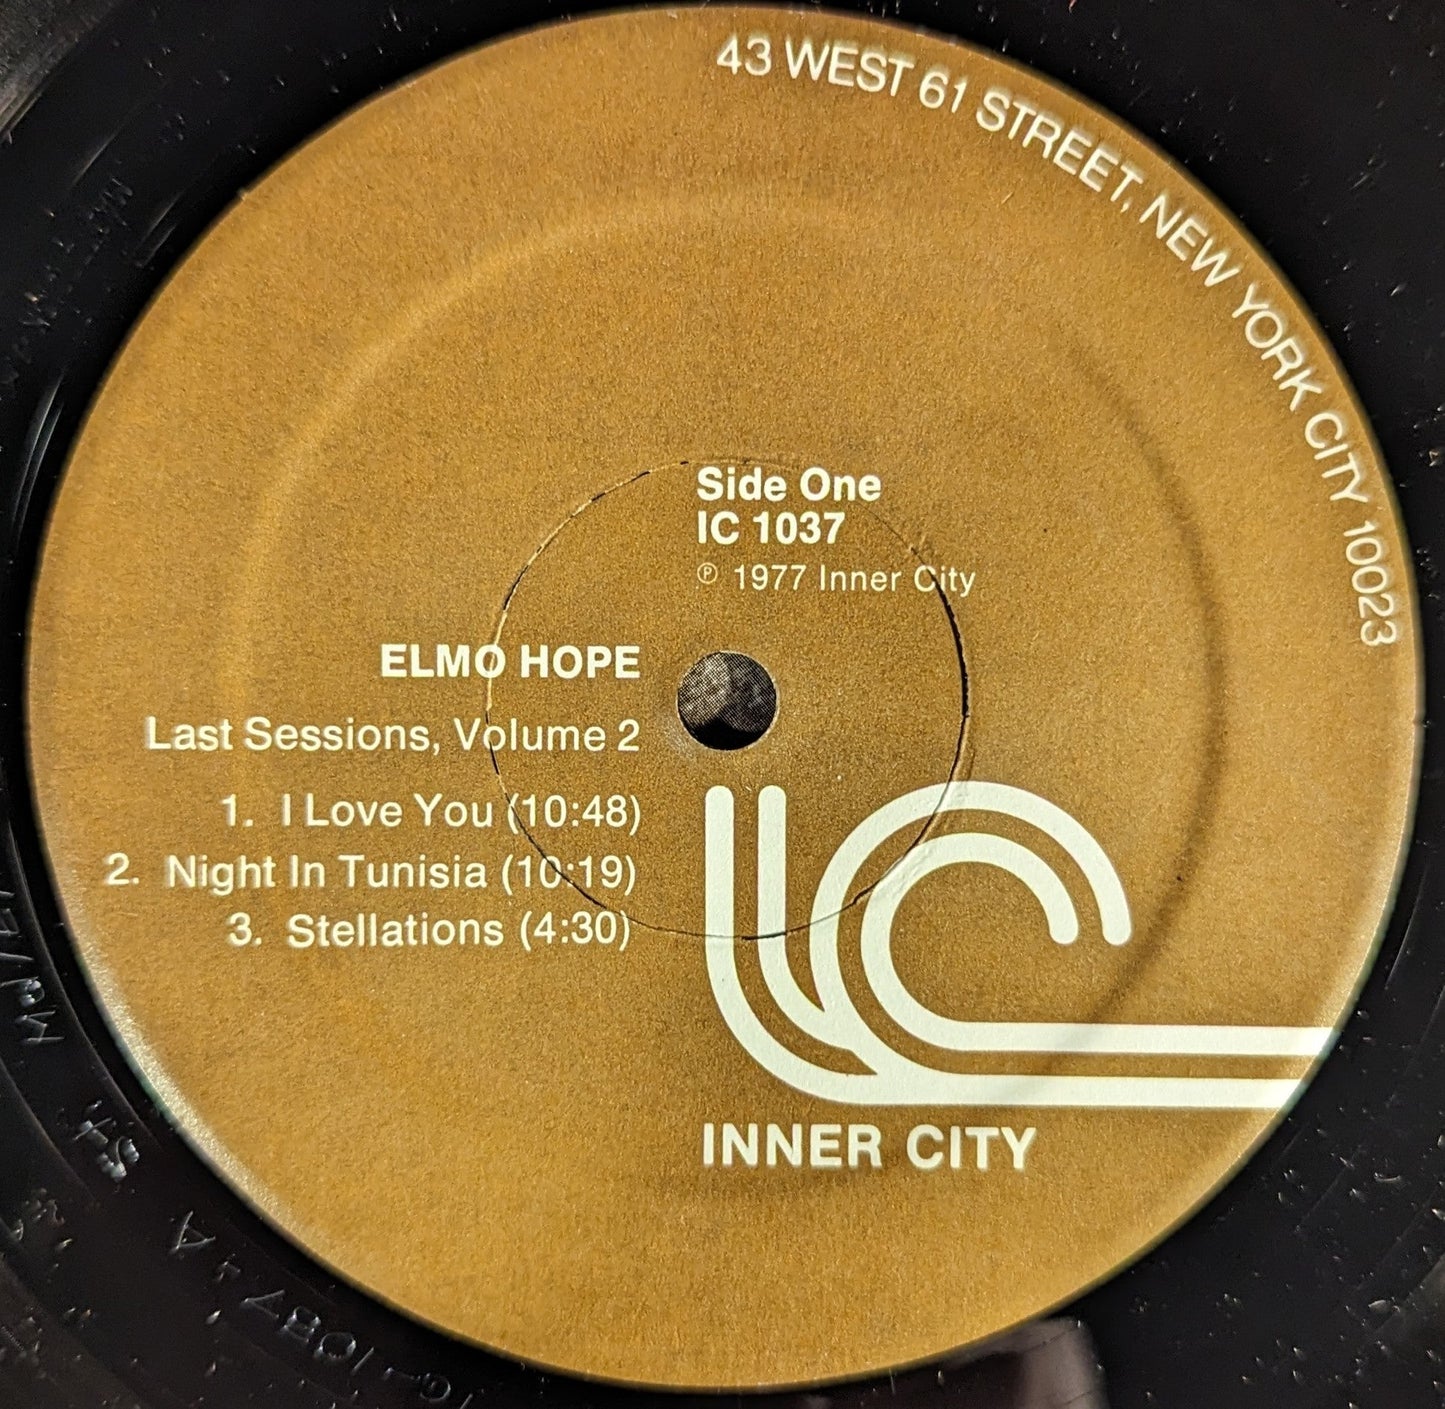 43 WEST 61 STREET, NEW YORK CITY 10023
Side One
IC 1037
℗ 1977 Inner City
ELMO HOPE
Last Sessions, Volume 2
1. I Love You (10:48)
2. Night In Tunisia (10:19)
3. Stellations (4:30)
IC
INNER CITY